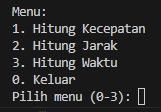 Menu:
1. Hitung Kecepatan
2. Hitung Jarak
3. Hitung Waktu
0. Keluar
Pilih menu (0-3):